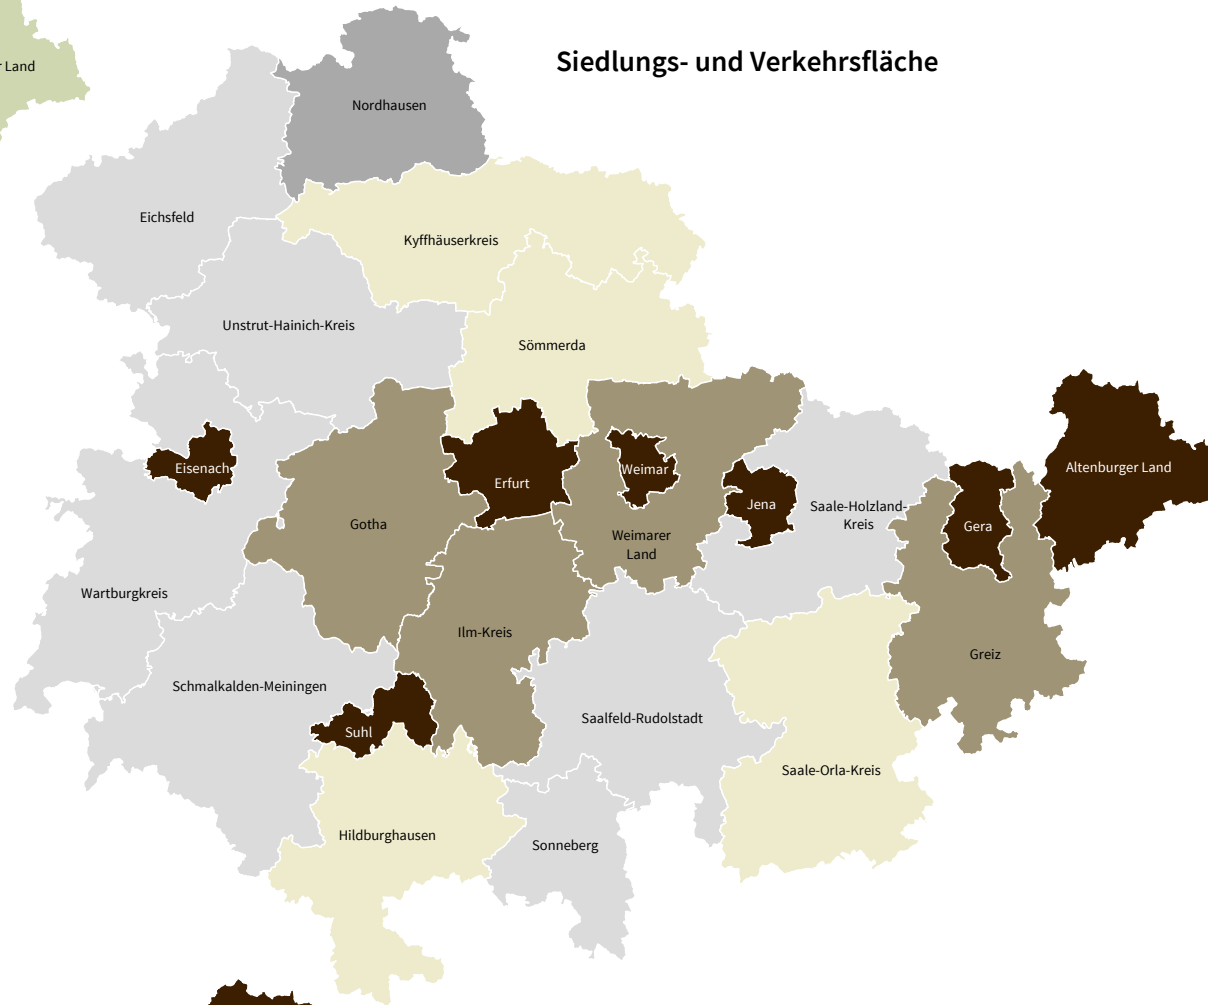 Siedlungs- und Verkehrsfläche
r Land
Nordhausen
Eichsfeld
Kyffhäuserkreis
Unstrut-Hainich-Kreis
Sömmerda
Eisenach
Weimar
Altenburger Land
Erfurt
Jena
Saale-Holzland-
Kreis
Gotha
Gera
Weimarer
Land
Wartburgkreis
Ilm-Kreis
Greiz
Schmalkalden-Meiningen
Saalfeld-Rudolstadt
Suhl
Saale-Orla-Kreis
Hildburghausen
Sonneberg